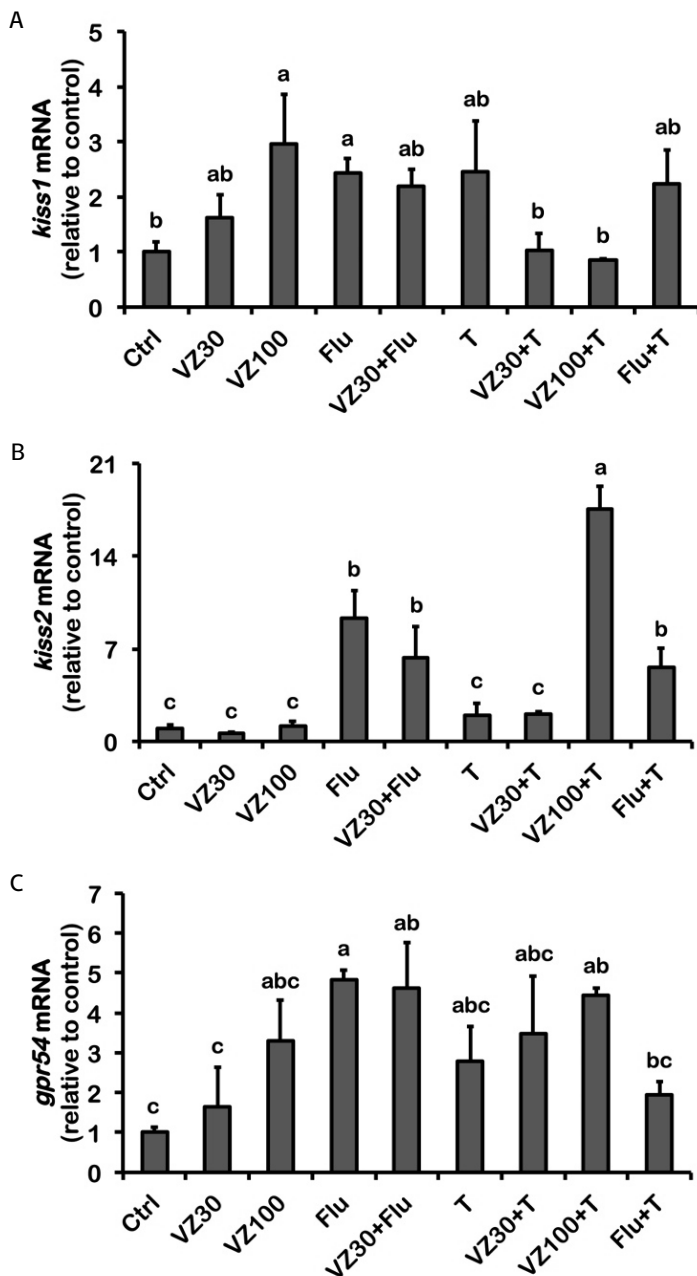 A
kiss1 mRNA
(relative to control)
5
4
3
2
1
0
b
ab
a
a
ab
ab
b
b
ab
Ctrl
VZ30
VZ100
Flu
VZ30+Flu
T
VZ30+T
VZ100+T
Flu+T
B
kiss2 mRNA
(relative to control)
21
14
7
0
c
c
c
b
b
c
c
a
b
Ctrl
VZ30
VZ100
Flu
VZ30+Flu
T
VZ30+T
VZ100+T
Flu+T
C
gpr54 mRNA
(relative to control)
7
6
5
4
3
2
1
0
c
c
abc
a
ab
abc
abc
ab
bc
Ctrl
VZ30
VZ100
Flu
VZ30+Flu
T
VZ30+T
VZ100+T
Flu+T